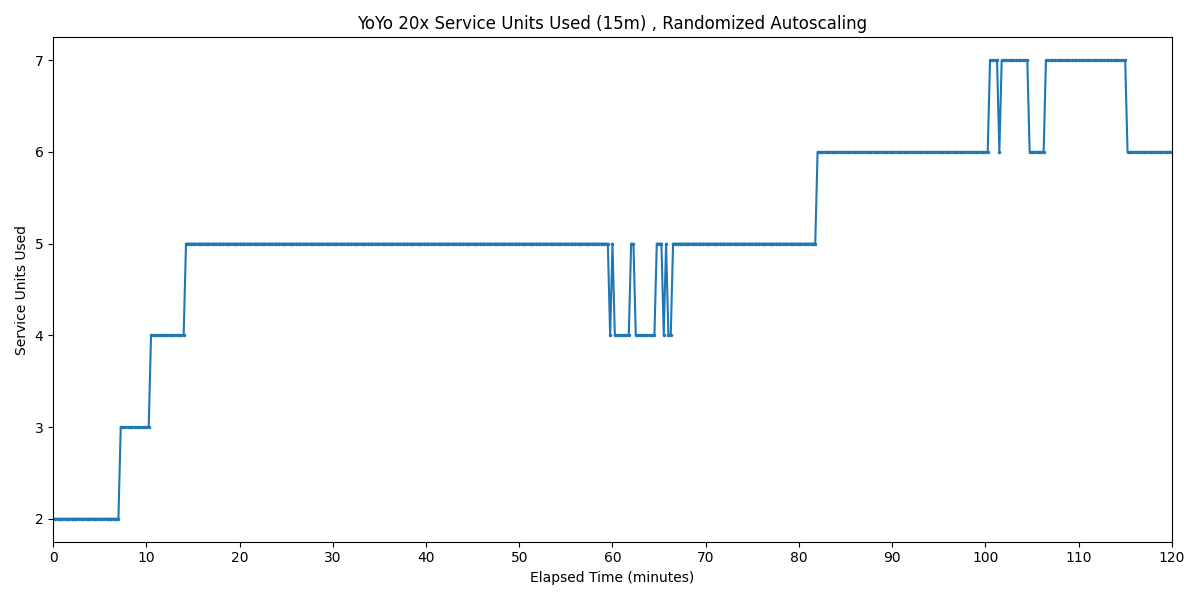 YoYo 20x Service Units Used (15m) , Randomized Autoscaling
Service Units Used
7
6
5
4
3
2
0 10 20 30 40 50 60 70 80 90 100 110 120
Elapsed Time (minutes)